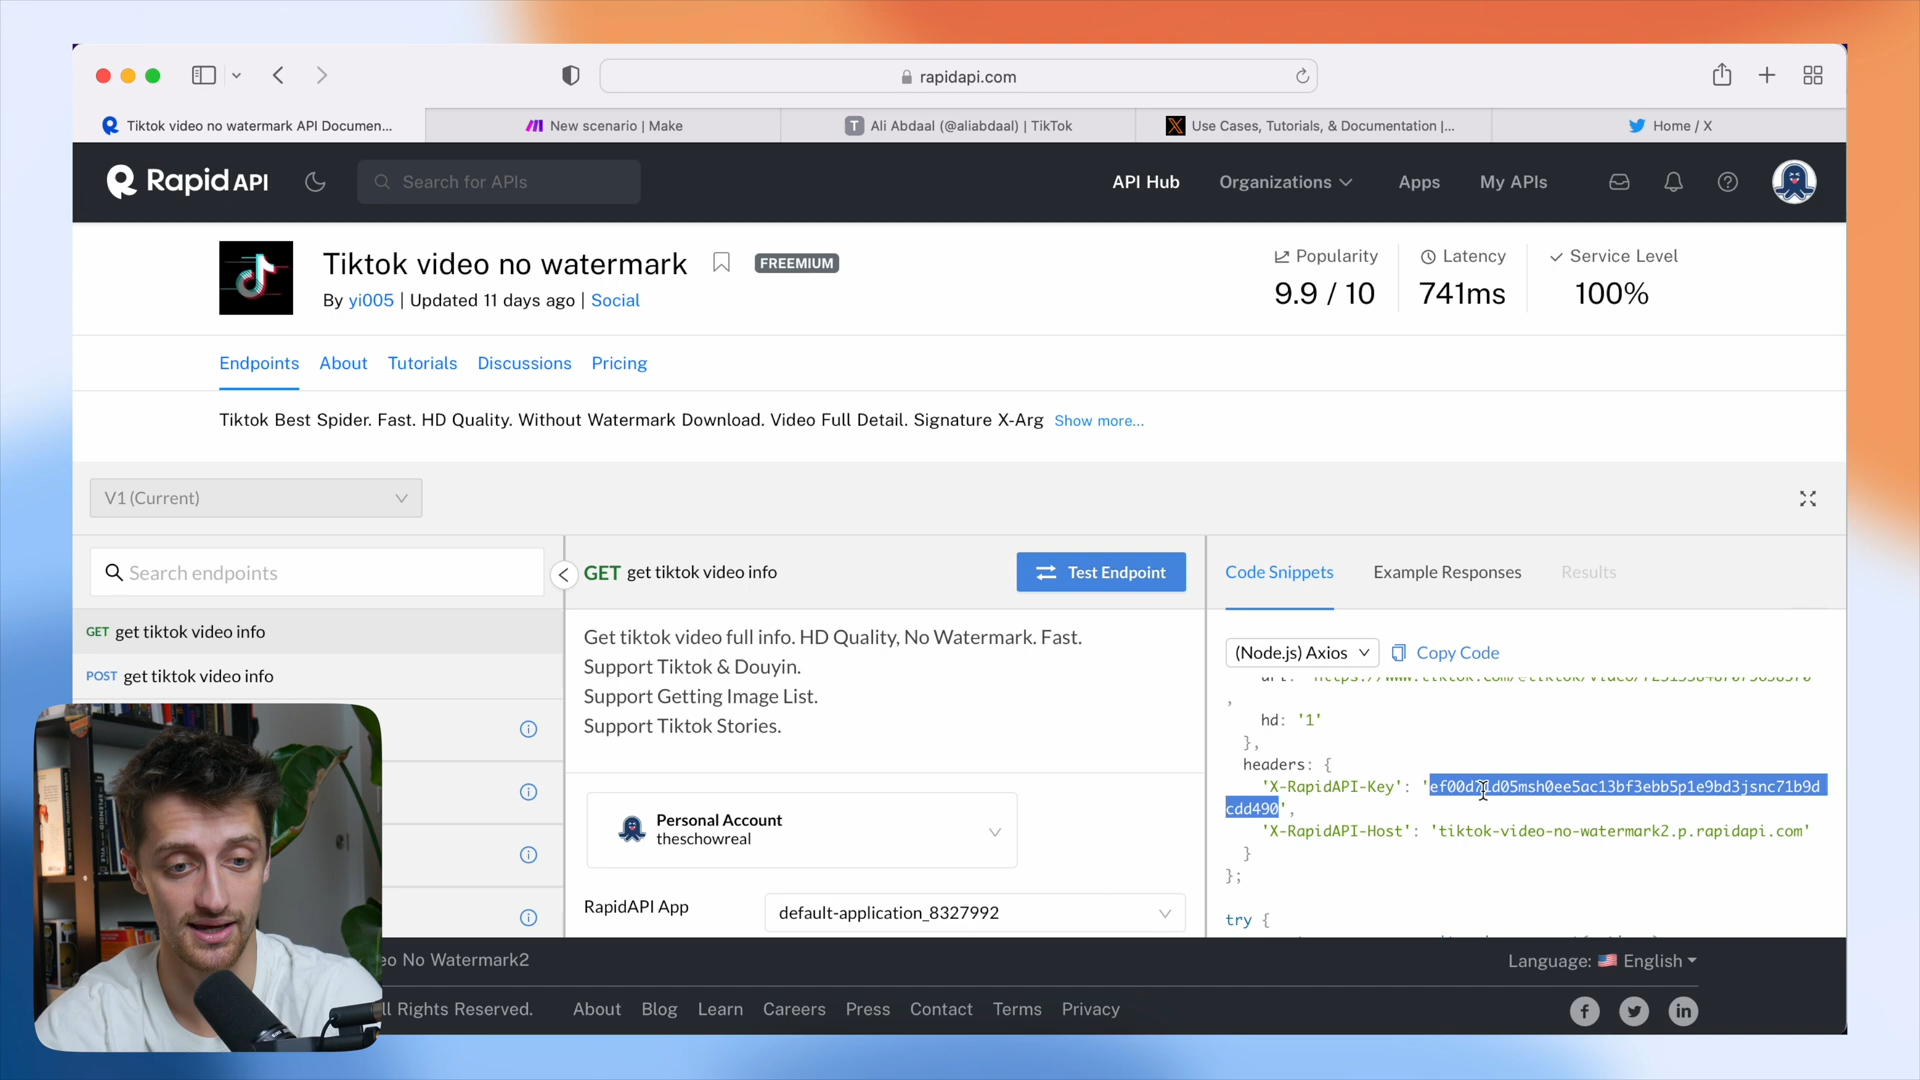 rapidapi.com
Tiktok video no watermark API Documen...
New scenario | Make
Ali Abdaal (@aliabdaal) | TikTok
Use Cases, Tutorials, & Documentation |...
Home / X
Rapid API
Search for APIs
API Hub
Organizations
Apps
My APIs
Tiktok video no watermark
FREEMIUM
By yi005 | Updated 11 days ago | Social
Popularity
9.9 / 10
Latency
741ms
Service Level
100%
Endpoints
About
Tutorials
Discussions
Pricing
Tiktok Best Spider. Fast. HD Quality. Without Watermark Download. Video Full Detail. Signature X-Arg Show more...
V1 (Current)
Search endpoints
GET get tiktok video info
POST get tiktok video info
GET get tiktok video info
Test Endpoint
Get tiktok video full info. HD Quality, No Watermark. Fast.
Support Tiktok & Douyin.
Support Getting Image List.
Support Tiktok Stories.
Personal Account
theschowreal
RapidAPI App
default-application_8327992
Code Snippets
Example Responses
Results
(Node.js) Axios
Copy Code
,
hd: '1'
},
headers: {
'X-RapidAPI-Key': 'ef00d71d05msh0ee5ac13bf3ebb5p1e9bd3jsnc71b9d
cdd490',
'X-RapidAPI-Host': 'tiktok-video-no-watermark2.p.rapidapi.com'
}
};
try {
eo No Watermark2
Language: English
ll Rights Reserved.
About
Blog
Learn
Careers
Press
Contact
Terms
Privacy